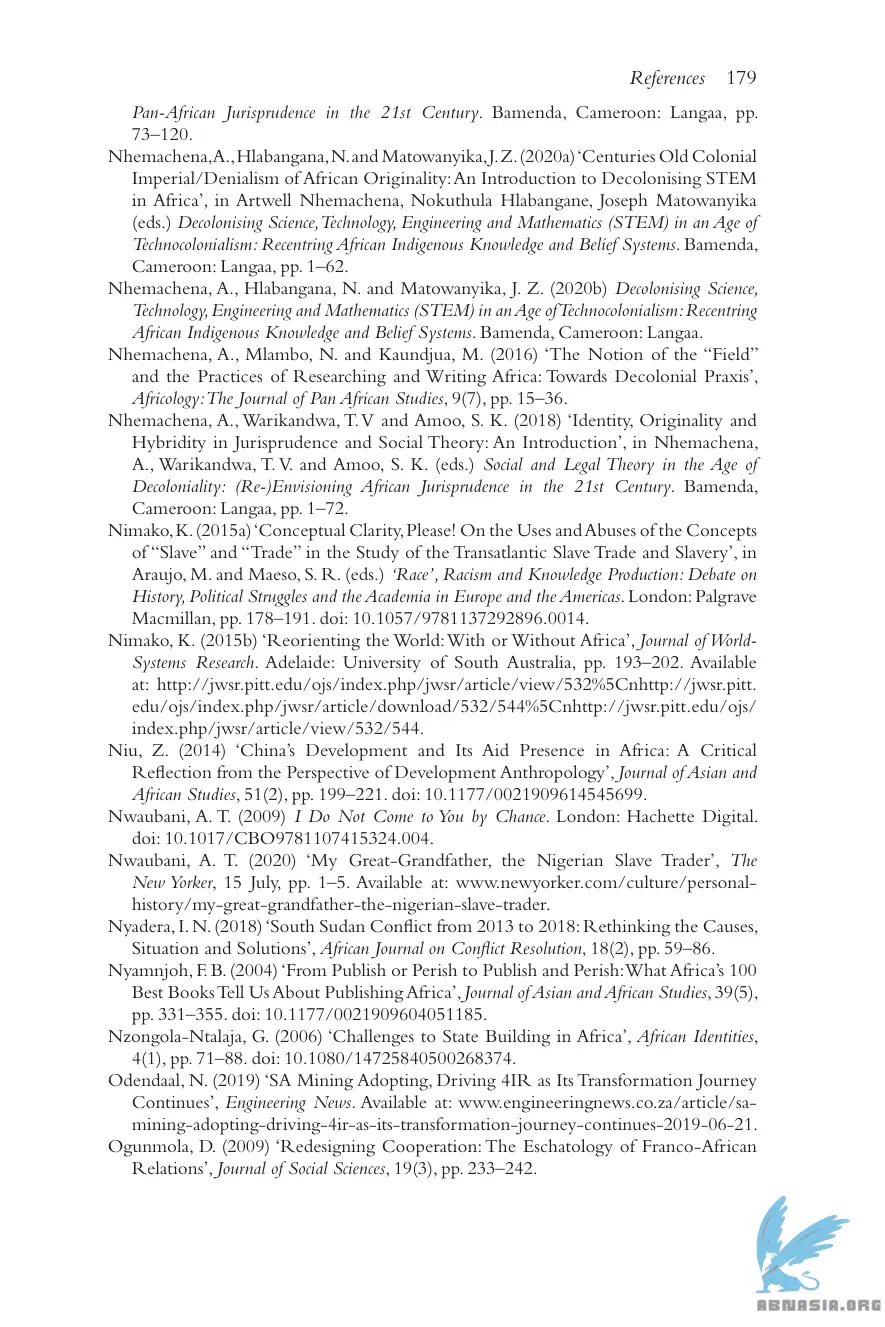 References 179
Pan-African Jurisprudence in the 21st Century. Bamenda, Cameroon: Langaa, pp.
73–120.
Nhemachena, A., Hlabangana, N. and Matowanyika, J. Z. (2020a) ‘Centuries Old Colonial
Imperial/Denialism of African Originality: An Introduction to Decolonising STEM
in Africa’, in Artwell Nhemachena, Nokuthula Hlabangane, Joseph Matowanyika
(eds.) Decolonising Science, Technology, Engineering and Mathematics (STEM) in an Age of
Technocolonialism: Recentring African Indigenous Knowledge and Belief Systems. Bamenda,
Cameroon: Langaa, pp. 1–62.
Nhemachena, A., Hlabangana, N. and Matowanyika, J. Z. (2020b) Decolonising Science,
Technology, Engineering and Mathematics (STEM) in an Age of Technocolonialism: Recentring
African Indigenous Knowledge and Belief Systems. Bamenda, Cameroon: Langaa.
Nhemachena, A., Mlambo, N. and Kaundjua, M. (2016) ‘The Notion of the “Field”
and the Practices of Researching and Writing Africa: Towards Decolonial Praxis’,
Africology: The Journal of Pan African Studies, 9(7), pp. 15–36.
Nhemachena, A., Warikandwa, T. V and Amoo, S. K. (2018) ‘Identity, Originality and
Hybridity in Jurisprudence and Social Theory: An Introduction’, in Nhemachena,
A., Warikandwa, T. V. and Amoo, S. K. (eds.) Social and Legal Theory in the Age of
Decoloniality: (Re-)Envisioning African Jurisprudence in the 21st Century. Bamenda,
Cameroon: Langaa, pp. 1–72.
Nimako, K. (2015a) ‘Conceptual Clarity, Please! On the Uses and Abuses of the Concepts
of “Slave” and “Trade” in the Study of the Transatlantic Slave Trade and Slavery’, in
Araujo, M. and Maeso, S. R. (eds.) ‘Race’, Racism and Knowledge Production: Debate on
History, Political Struggles and the Academia in Europe and the Americas. London: Palgrave
Macmillan, pp. 178–191. doi: 10.1057/9781137292896.0014.
Nimako, K. (2015b) ‘Reorienting the World: With or Without Africa’, Journal of World-
Systems Research. Adelaide: University of South Australia, pp. 193–202. Available
at: http://jwsr.pitt.edu/ojs/index.php/jwsr/article/view/532%5Cnhttp://jwsr.pitt.
edu/ojs/index.php/jwsr/article/download/532/544%5Cnhttp://jwsr.pitt.edu/ojs/
index.php/jwsr/article/view/532/544.
Niu, Z. (2014) ‘China’s Development and Its Aid Presence in Africa: A Critical
Reflection from the Perspective of Development Anthropology’, Journal of Asian and
African Studies, 51(2), pp. 199–221. doi: 10.1177/0021909614545699.
Nwaubani, A. T. (2009) I Do Not Come to You by Chance. London: Hachette Digital.
doi: 10.1017/CBO9781107415324.004.
Nwaubani, A. T. (2020) ‘My Great-Grandfather, the Nigerian Slave Trader’, The
New Yorker, 15 July, pp. 1–5. Available at: www.newyorker.com/culture/personal-
history/my-great-grandfather-the-nigerian-slave-trader.
Nyadera, I. N. (2018) ‘South Sudan Conflict from 2013 to 2018: Rethinking the Causes,
Situation and Solutions’, African Journal on Conflict Resolution, 18(2), pp. 59–86.
Nyamnjoh, F. B. (2004) ‘From Publish or Perish to Publish and Perish: What Africa’s 100
Best Books Tell Us About Publishing Africa’, Journal of Asian and African Studies, 39(5),
pp. 331–355. doi: 10.1177/0021909604051185.
Nzongola-Ntalaja, G. (2006) ‘Challenges to State Building in Africa’, African Identities,
4(1), pp. 71–88. doi: 10.1080/14725840500268374.
Odendaal, N. (2019) ‘SA Mining Adopting, Driving 4IR as Its Transformation Journey
Continues’, Engineering News. Available at: www.engineeringnews.co.za/article/sa-
mining-adopting-driving-4ir-as-its-transformation-journey-continues-2019-06-21.
Ogunmola, D. (2009) ‘Redesigning Cooperation: The Eschatology of Franco-African
Relations’, Journal of Social Sciences, 19(3), pp. 233–242.
ABNASIA.ORG